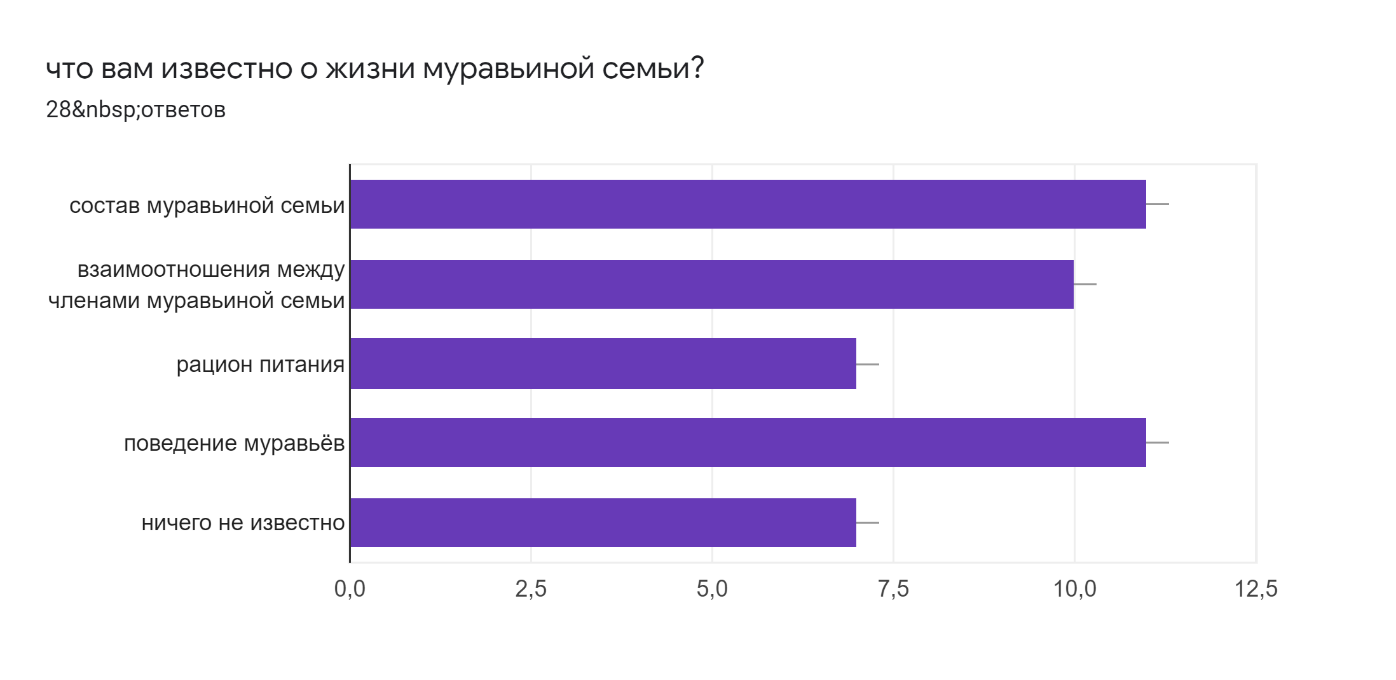 что вам известно о жизни муравьиной семьи?
28&nbsp;ответов
состав муравьиной семьи
взаимоотношения между
членами муравьиной семьи
рацион питания
поведение муравьёв
ничего не известно
0,0 2,5 5,0 7,5 10,0 12,5